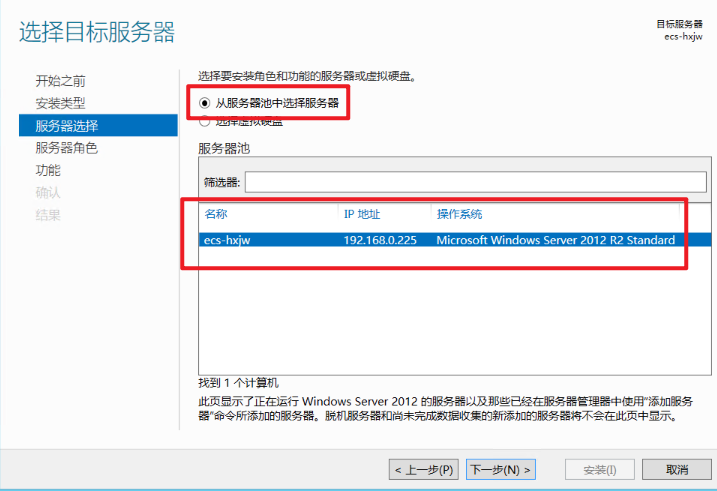 选择目标服务器
目标服务器
ecs-hxjw
开始之前
安装类型
服务器选择
服务器角色
功能
确认
结果
选择要安装角色和功能的服务器或虚拟硬盘。
从服务器池中选择服务器
选择虚拟硬盘
服务器池
筛选器:
名称 IP 地址 操作系统
ecs-hxjw 192.168.0.225 Microsoft Windows Server 2012 R2 Standard
找到 1 个计算机
此页显示了正在运行 Windows Server 2012 的服务器以及那些已经在服务器管理器中使用"添加服务
器"命令所添加的服务器。脱机服务器和尚未完成数据收集的新添加的服务器将不会在此页中显示。
< 上一步(P) 下一步(N) > 安装(I) 取消